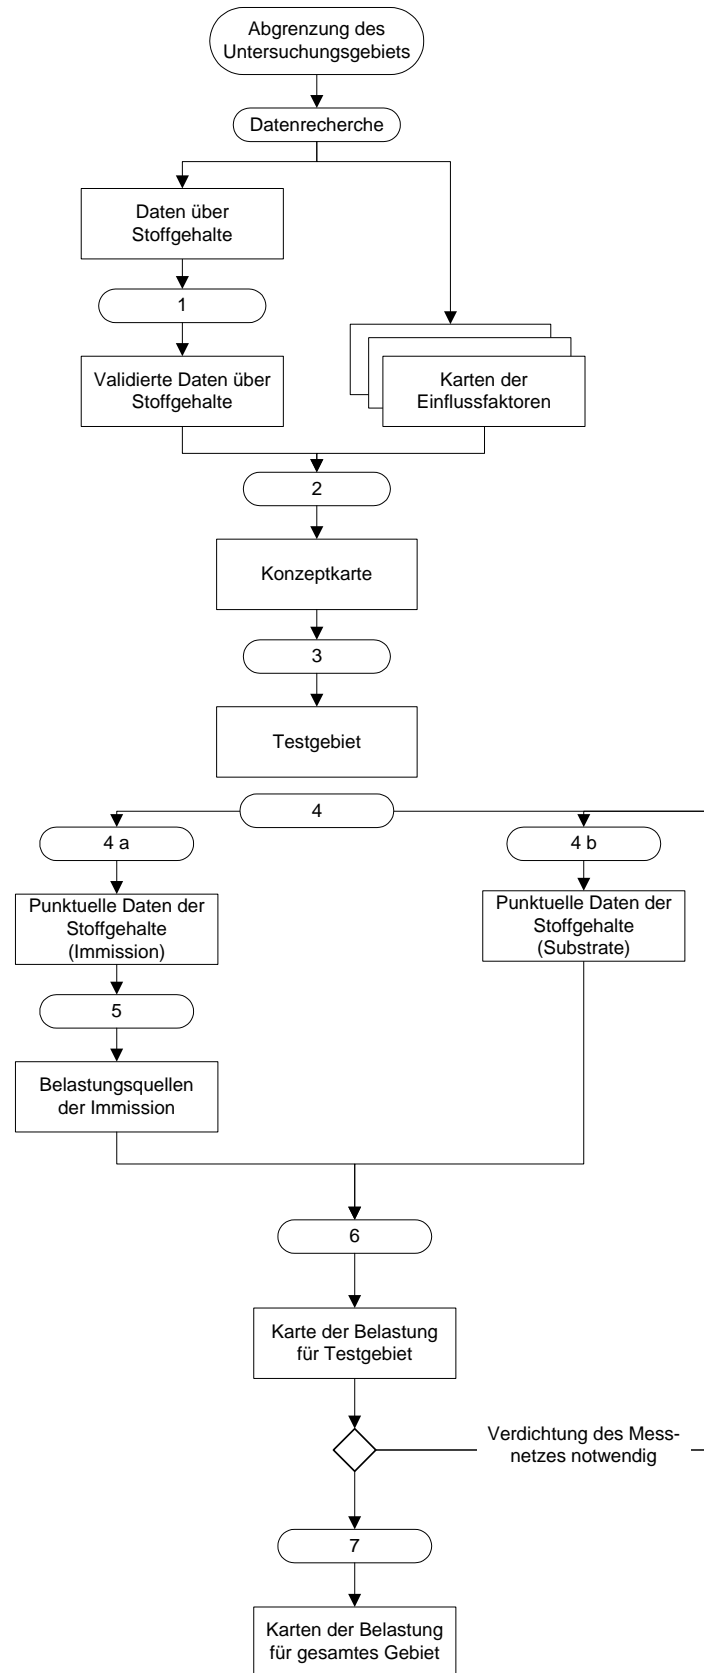 Abgrenzung des
Untersuchungsgebiets
Datenrecherche
Daten über
Stoffgehalte
1
Validierte Daten über
Stoffgehalte
Karten der
Einflussfaktoren
2
Konzeptkarte
3
Testgebiet
4
4 a
4 b
Punktuelle Daten der
Stoffgehalte
(Immission)
Punktuelle Daten der
Stoffgehalte
(Substrate)
5
Belastungsquellen
der Immission
6
Karte der Belastung
für Testgebiet
Verdichtung des Mess-
netzes notwendig
7
Karten der Belastung
für gesamtes Gebiet